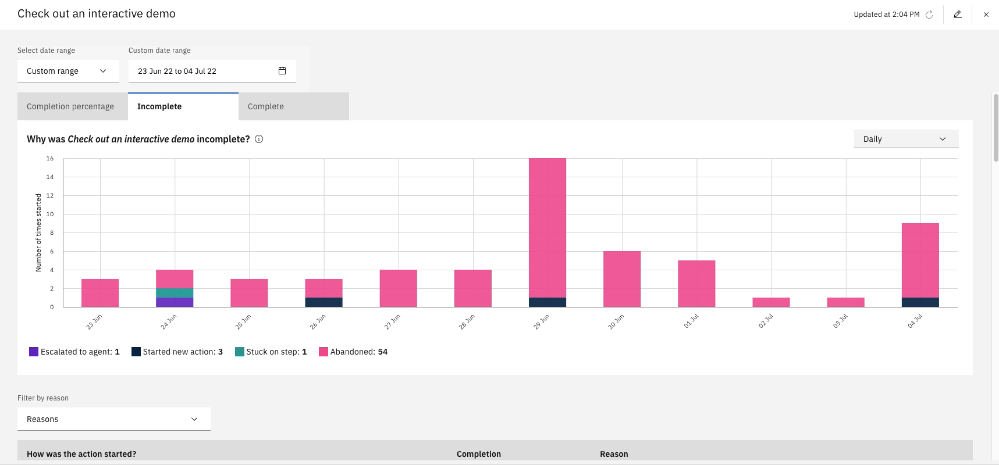 Check out an interactive demo
Updated at 2:04 PM
Select date range
Custom date range
Custom range
23 Jun 22 to 04 Jul 22
Completion percentage
Incomplete
Complete
Why was Check out an interactive demo incomplete?
Daily
Number of times started
16
14
12
10
8
6
4
2
0
23 Jun
24 Jun
25 Jun
26 Jun
27 Jun
28 Jun
29 Jun
30 Jun
01 Jul
02 Jul
03 Jul
04 Jul
Escalated to agent: 1
Started new action: 3
Stuck on step: 1
Abandoned: 54
Filter by reason
Reasons
How was the action started?
Completion
Reason